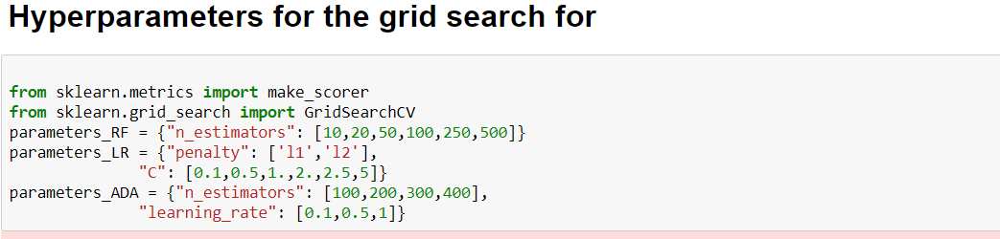 Hyperparameters for the grid search for
from sklearn.metrics import make_scorer
from sklearn.grid_search import GridSearchCV
parameters_RF = {"n_estimators": [10,20,50,100,250,500]}
parameters_LR = {"penalty": ['l1','l2'],
"C": [0.1,0.5,1.,2.,2.5,5]}
parameters_ADA = {"n_estimators": [100,200,300,400],
"learning_rate": [0.1,0.5,1]}